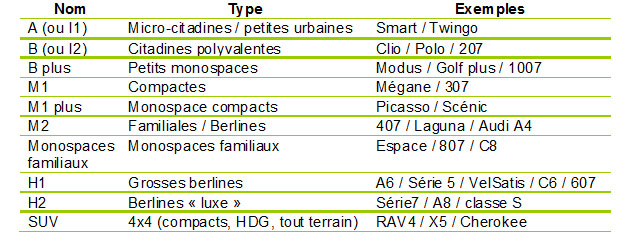 Nom Type Exemples
A (ou I1) Micro-citadines / petites urbaines Smart / Twingo
B (ou I2) Citadines polyvalentes Clio / Polo / 207
B plus Petits monospaces Modus / Golf plus / 1007
M1 Compactes Mégane / 307
M1 plus Monospace compacts Picasso / Scénic
M2 Familiales / Berlines 407 / Laguna / Audi A4
Monospaces Monospaces familiaux Espace / 807 / C8
familiaux
H1 Grosses berlines A6 / Série 5 / VelSatis / C6 / 607
H2 Berlines « luxe » Série7 / A8 / classe S
SUV 4x4 (compacts, HDG, tout terrain) RAV4 / X5 / Cherokee